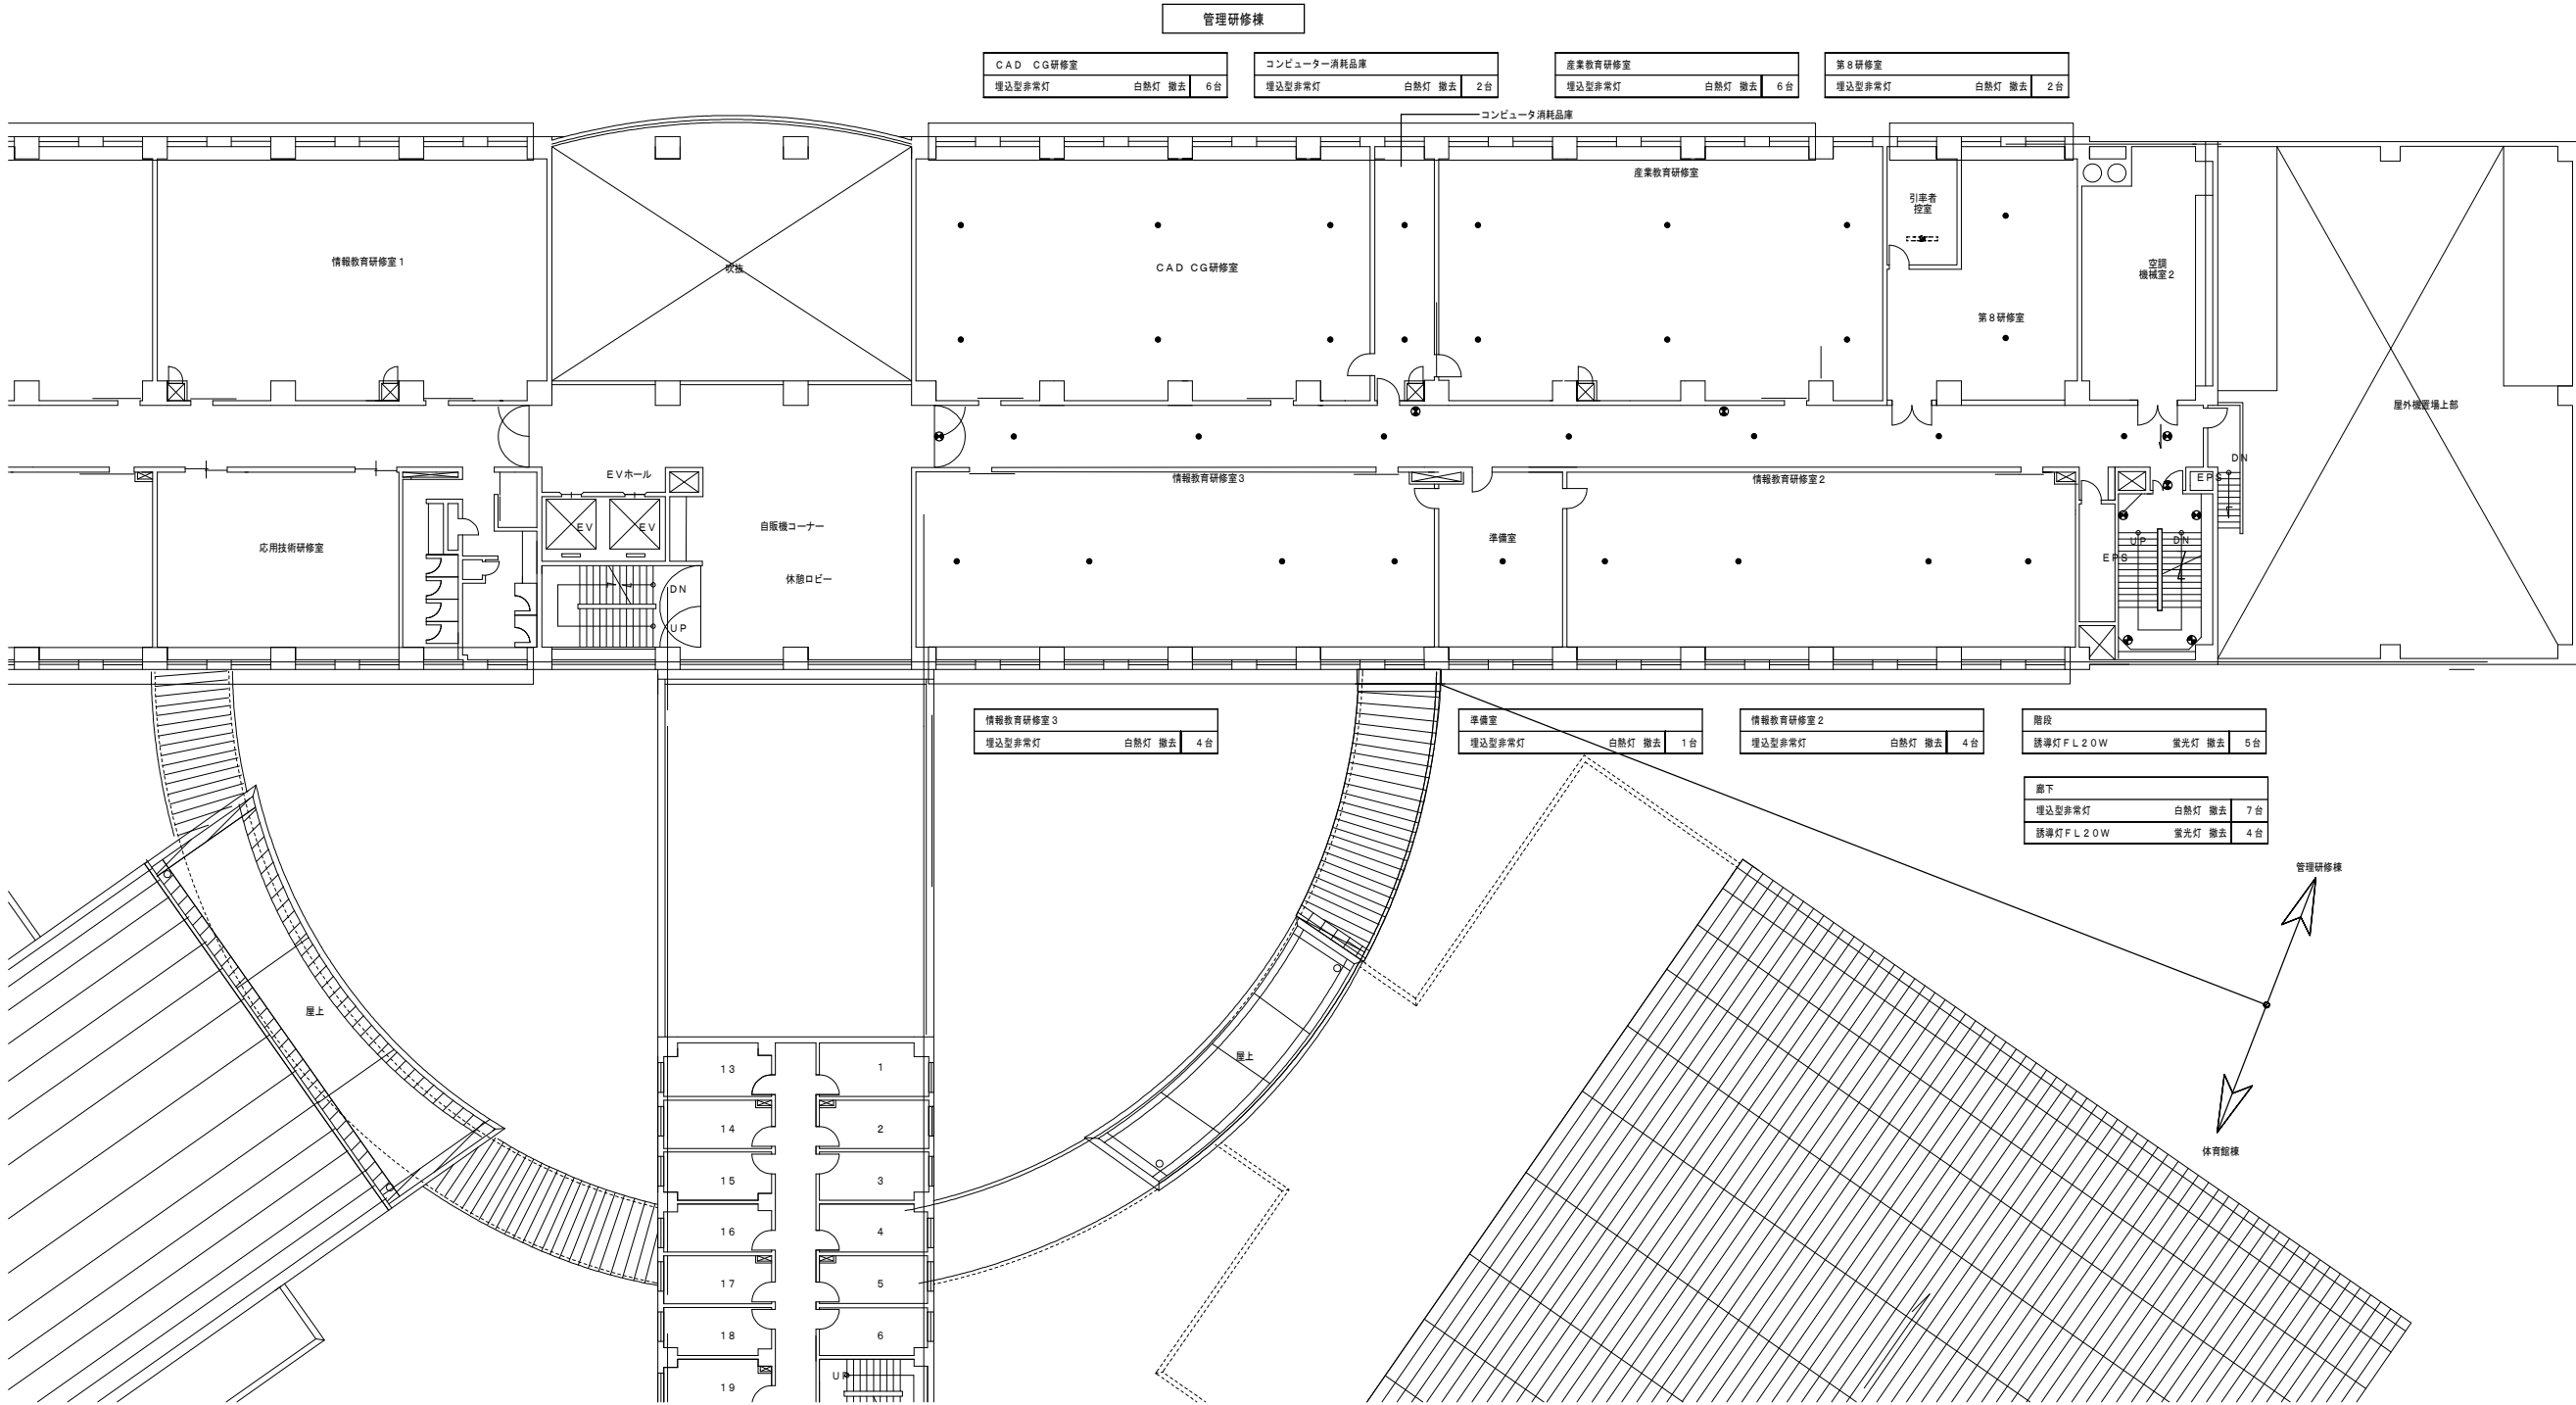 管理研修棟
CAD CG研修室
埋込型非常灯 白熱灯 撤去 6台
コンピューター消耗品庫
埋込型非常灯 白熱灯 撤去 2台
産業教育研修室
埋込型非常灯 白熱灯 撤去 6台
第8研修室
埋込型非常灯 白熱灯 撤去 2台
コンピュータ消耗品庫
産業教育研修室
引率者
控室
情報教育研修室1
吹抜
CAD CG研修室
空調
機械室2
第8研修室
屋外機置場上部
EVホール
情報教育研修室3
情報教育研修室2
DN
EPS
EV
EV
自販機コーナー
準備室
応用技術研修室
UP
DN
EPS
休憩ロビー
DN
UP
情報教育研修室3
埋込型非常灯 白熱灯 撤去 4台
準備室
埋込型非常灯 白熱灯 撤去 1台
情報教育研修室2
埋込型非常灯 白熱灯 撤去 4台
階段
誘導灯FL20W 蛍光灯 撤去 5台
廊下
埋込型非常灯 白熱灯 撤去 7台
誘導灯FL20W 蛍光灯 撤去 4台
管理研修棟
屋上
屋上
体育館棟
13
1
14
2
15
3
16
4
17
5
18
6
19
UP